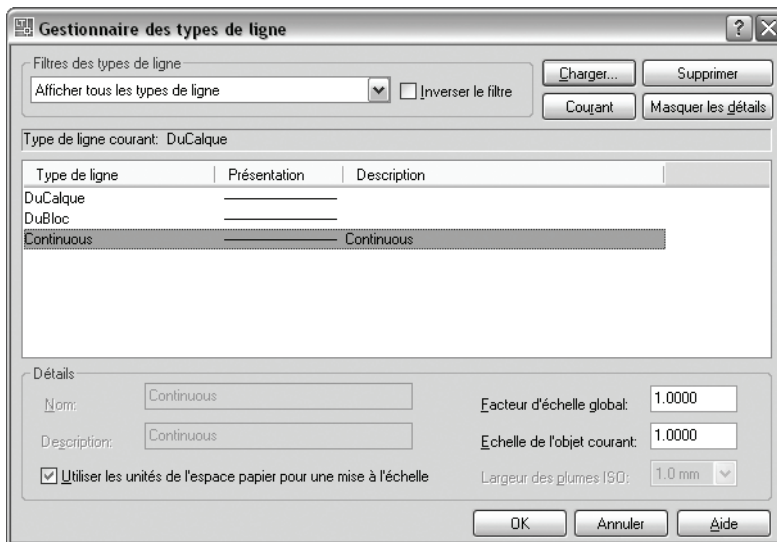 Gestionnaire des types de ligne
Filtres des types de ligne
Afficher tous les types de ligne
Inverser le filtre
Charger...
Supprimer
Courant
Masquer les détails
Type de ligne courant: DuCalque
Type de ligne Présentation Description
DuCalque
DuBloc
Continuous Continuous
Détails
Nom: Continuous
Description: Continuous
Utiliser les unités de l'espace papier pour une mise à l'échelle
Facteur d'échelle global: 1.0000
Echelle de l'objet courant: 1.0000
Largeur des plumes ISO: 1.0 mm
OK Annuler Aide